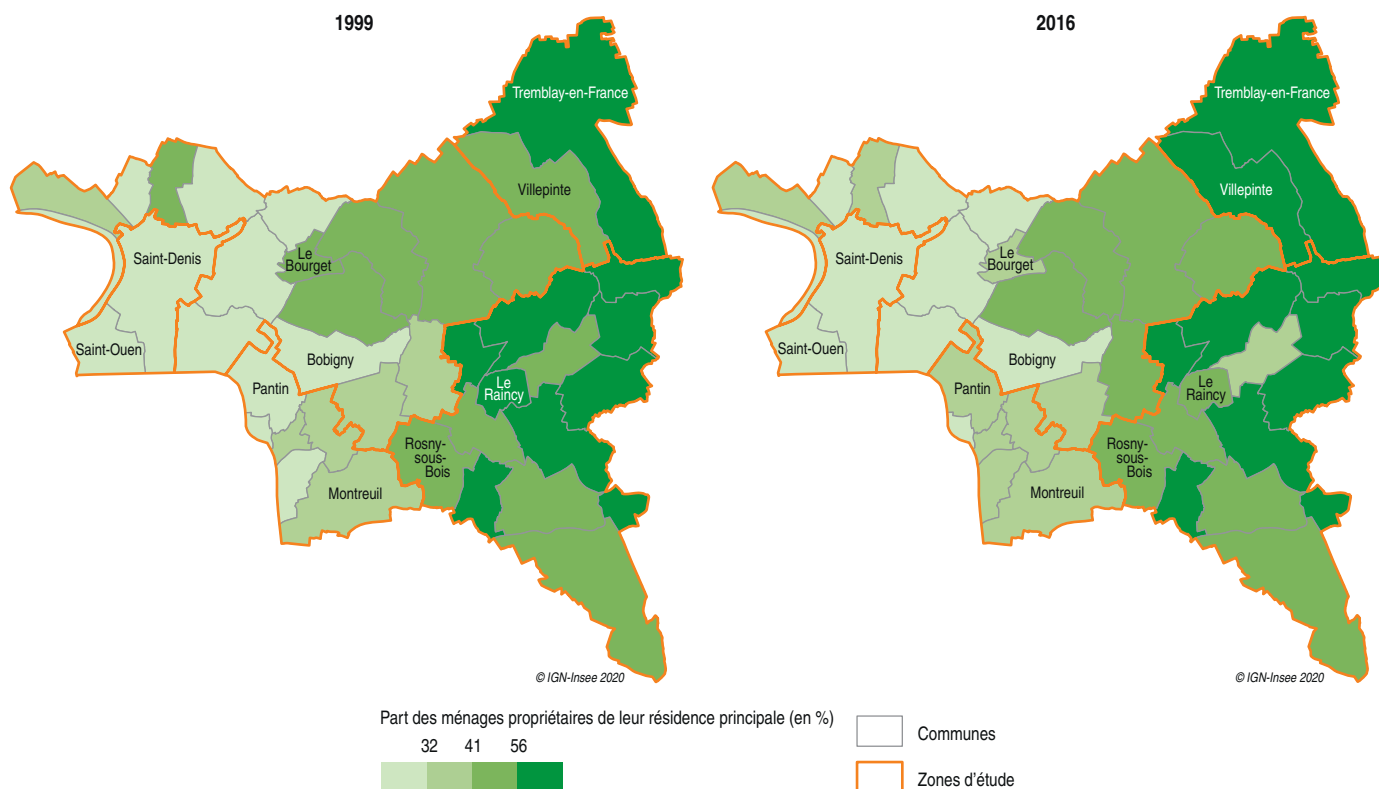 1999
Tremblay-en-France
Villepinte
Saint-Denis
Le
Bourget
Saint-Ouen
Bobigny
Pantin
Le
Raincy
Rosny-
sous-
Bois
Montreuil
© IGN-Insee 2020
2016
Tremblay-en-France
Villepinte
Saint-Denis
Le
Bourget
Saint-Ouen
Bobigny
Pantin
Le
Raincy
Rosny-
sous-
Bois
Montreuil
© IGN-Insee 2020
Part des ménages propriétaires de leur résidence principale (en %)
32 41 56
Communes
Zones d'étude